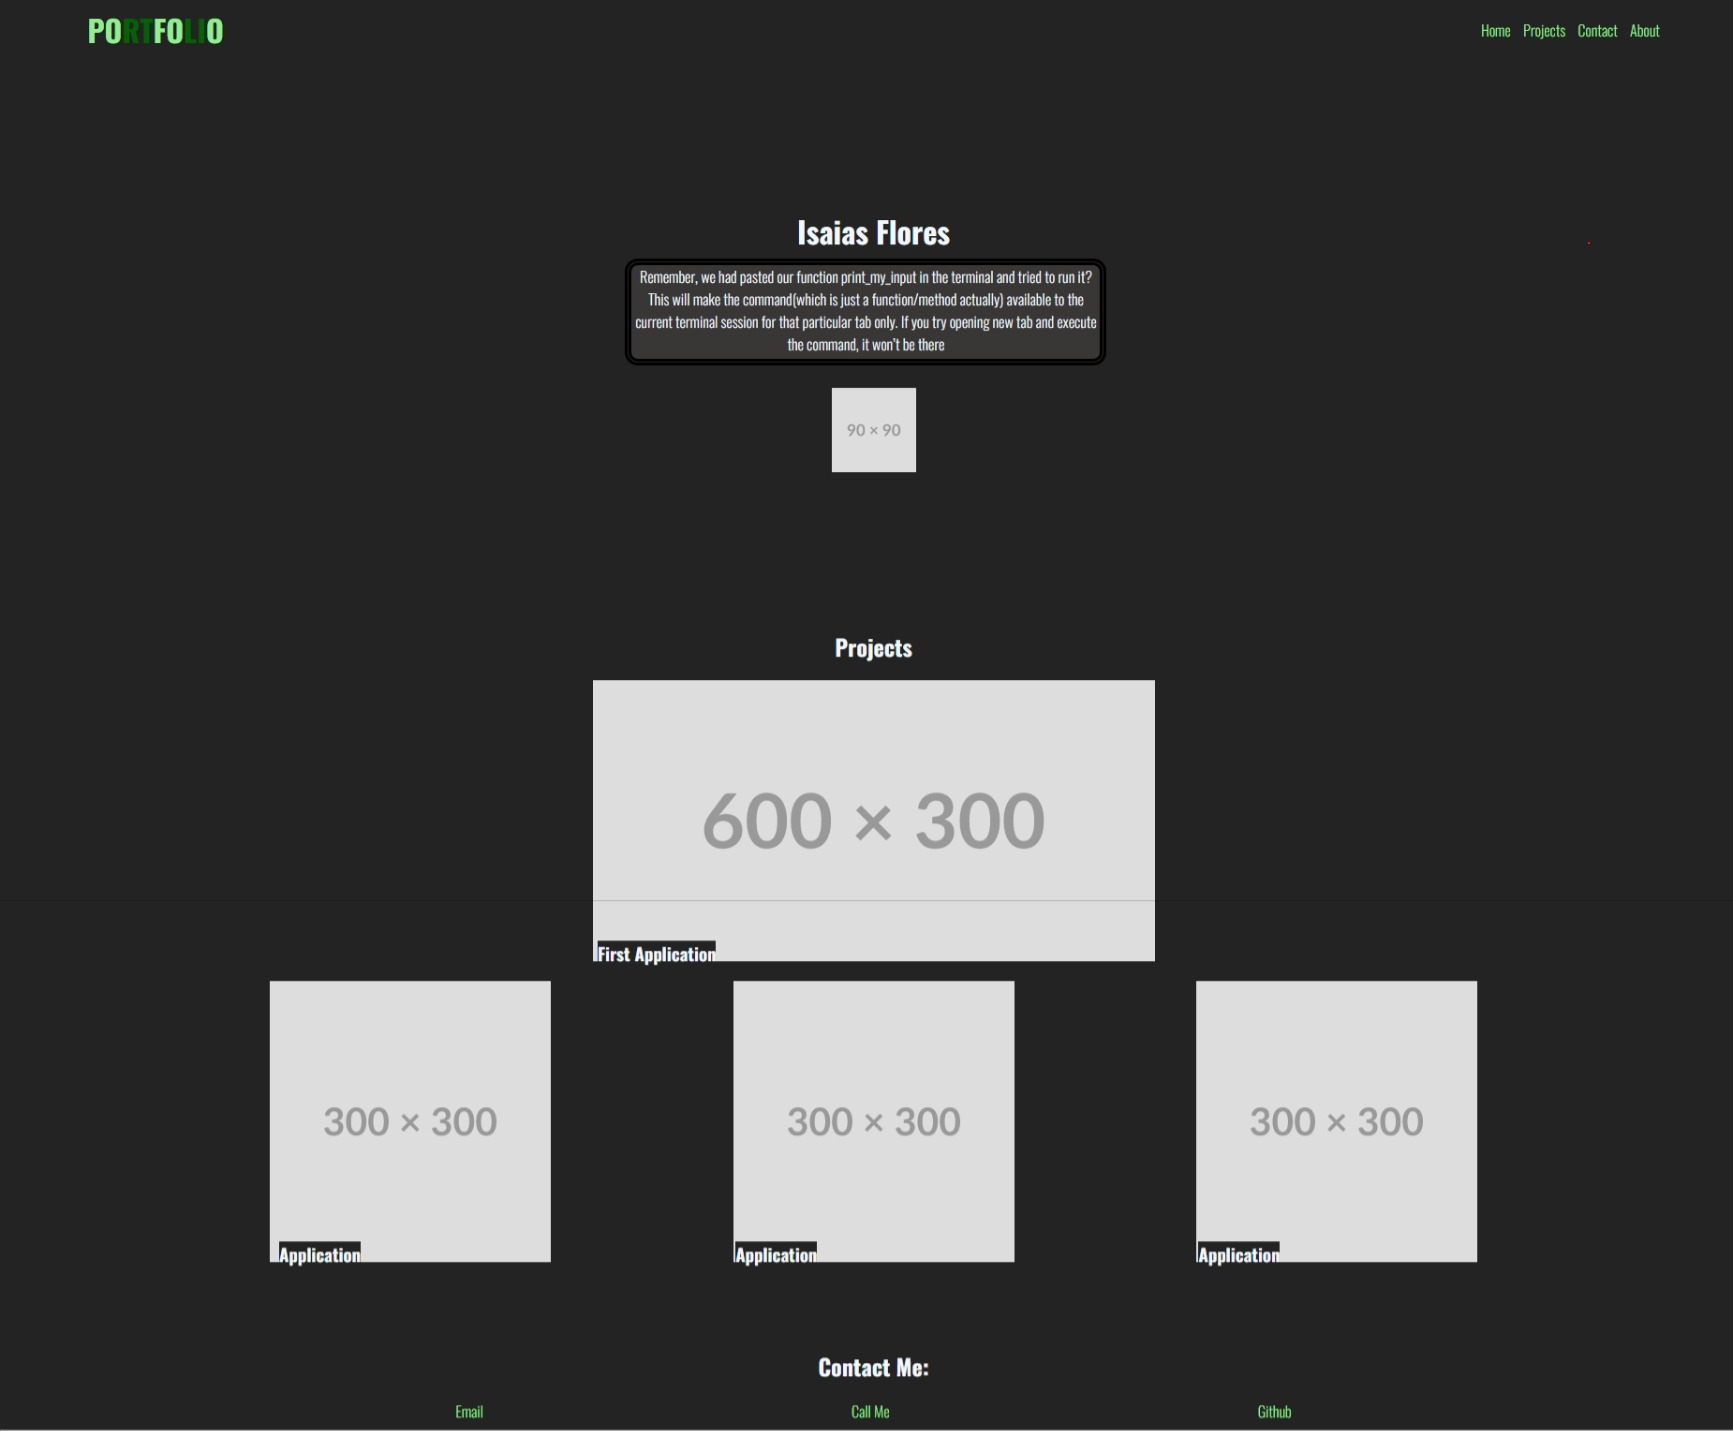 PORTFOLIO
Home Projects Contact About
Isaias Flores
Remember, we had pasted our function print_my_input in the terminal and tried to run it?
This will make the command(which is just a function/method actually) available to the
current terminal session for that particular tab only. If you try opening new tab and execute
the command, it won't be there
90 × 90
Projects
600 × 300
First Application
300 × 300 300 × 300 300 × 300
Application Application Application
Contact Me:
Email Call Me Github